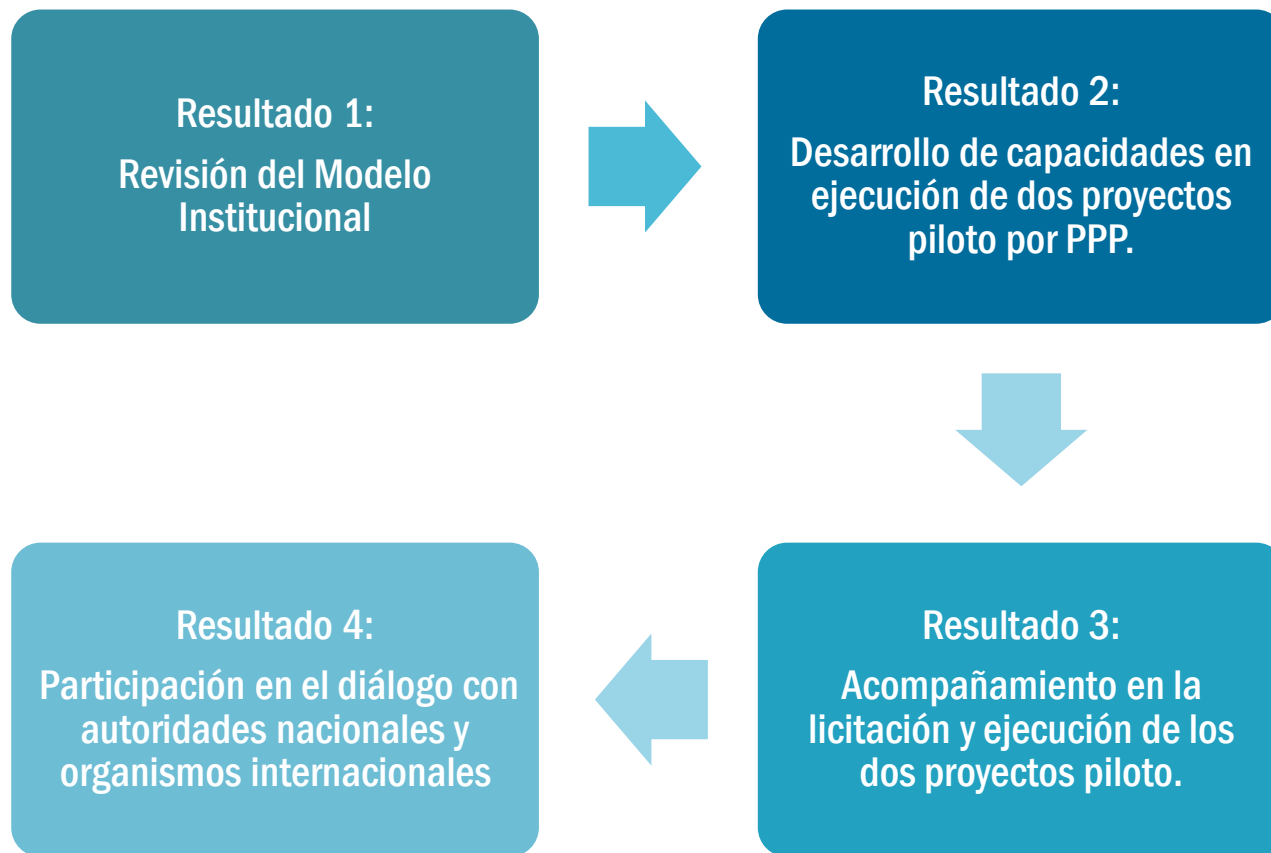 Resultado 1:
Revisión del Modelo
Institucional
Resultado 2:
Desarrollo de capacidades en
ejecución de dos proyectos
piloto por PPP.
Resultado 3:
Acompañamiento en la
licitación y ejecución de los
dos proyectos piloto.
Resultado 4:
Participación en el diálogo con
autoridades nacionales y
organismos internacionales